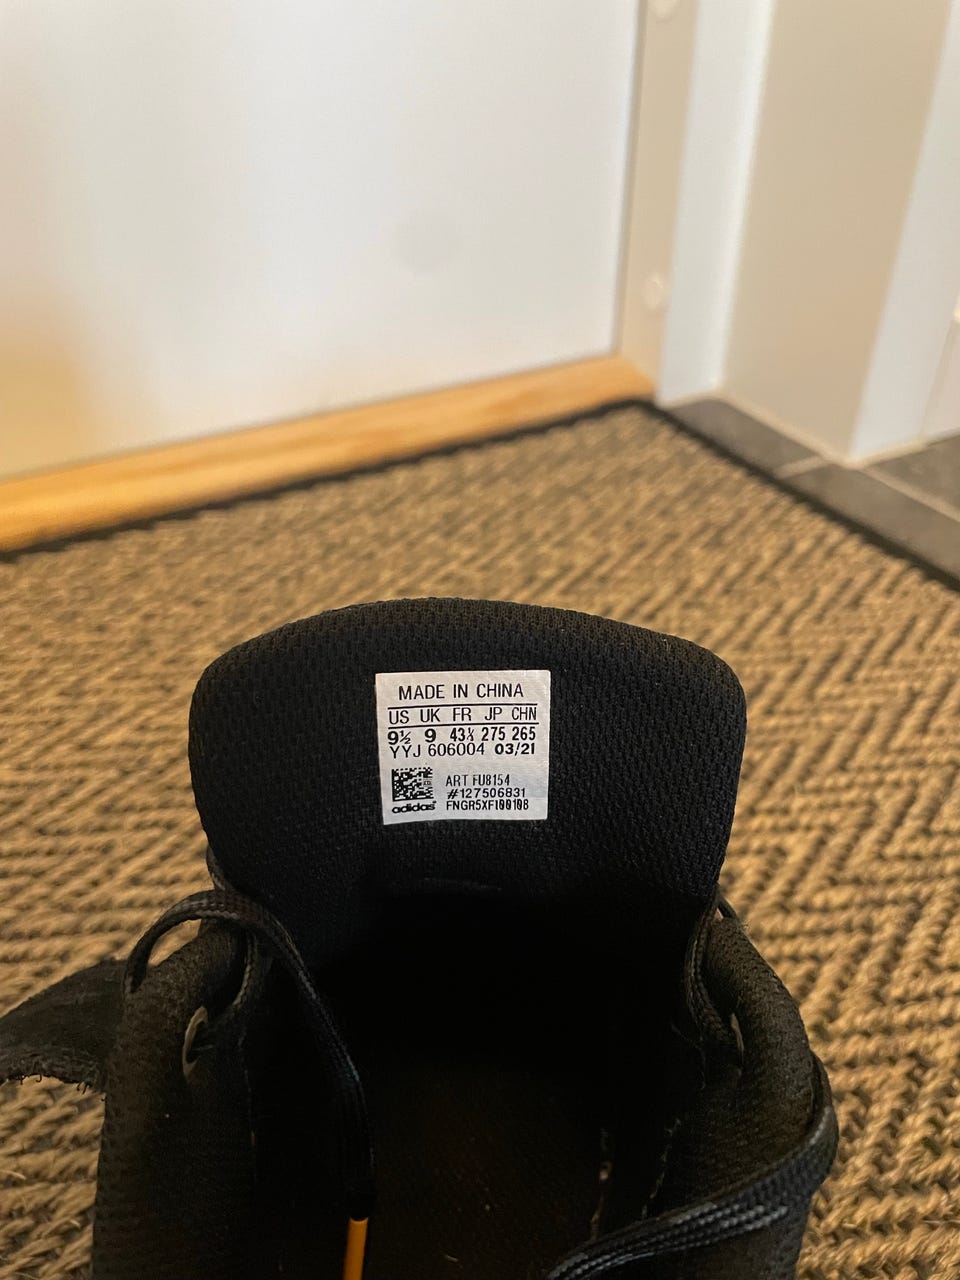 MADE IN CHINA
US UK FR JP CHN
9½ 9 43⅓ 275 265
YYJ 606004 03/21
ART FU8154
#127506831
adidas FNGR5XF100108